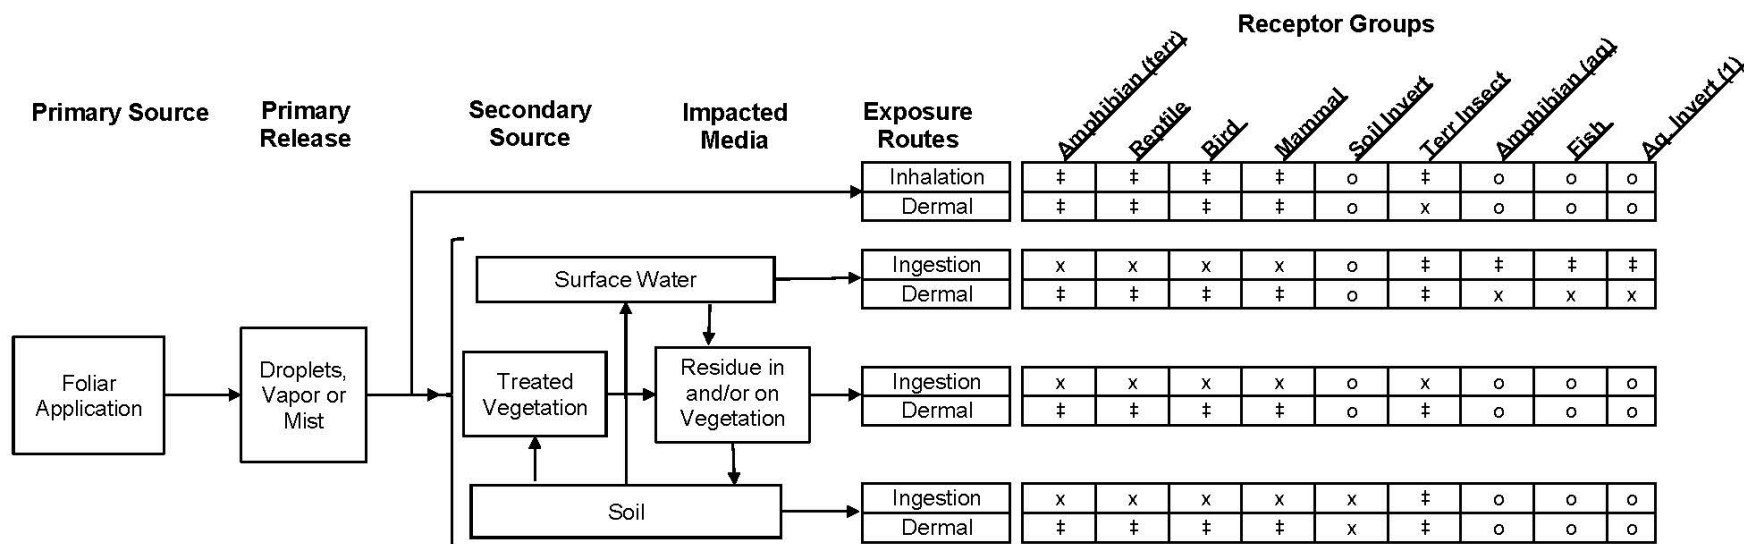 Receptor Groups
Primary Source
Primary
Release
Secondary
Source
Impacted
Media
Exposure
Routes
Amphibian (terr)
Reptile
Bird
Mammal
Soil Invert
Terr Insect
Amphibian (aq)
Fish
Aq. Invert (1)
Inhalation ‡ ‡ ‡ ‡ o ‡ o o o
Dermal ‡ ‡ ‡ ‡ o x o o o
Surface Water
Ingestion x x x x o ‡ ‡ ‡ ‡
Dermal ‡ ‡ ‡ ‡ o ‡ x x x
Foliar
Application
Droplets,
Vapor or
Mist
Treated
Vegetation
Residue in
and/or on
Vegetation
Ingestion x x x x o x o o o
Dermal ‡ ‡ ‡ ‡ o ‡ o o o
Soil
Ingestion x x x x x ‡ o o o
Dermal ‡ ‡ ‡ ‡ x ‡ o o o